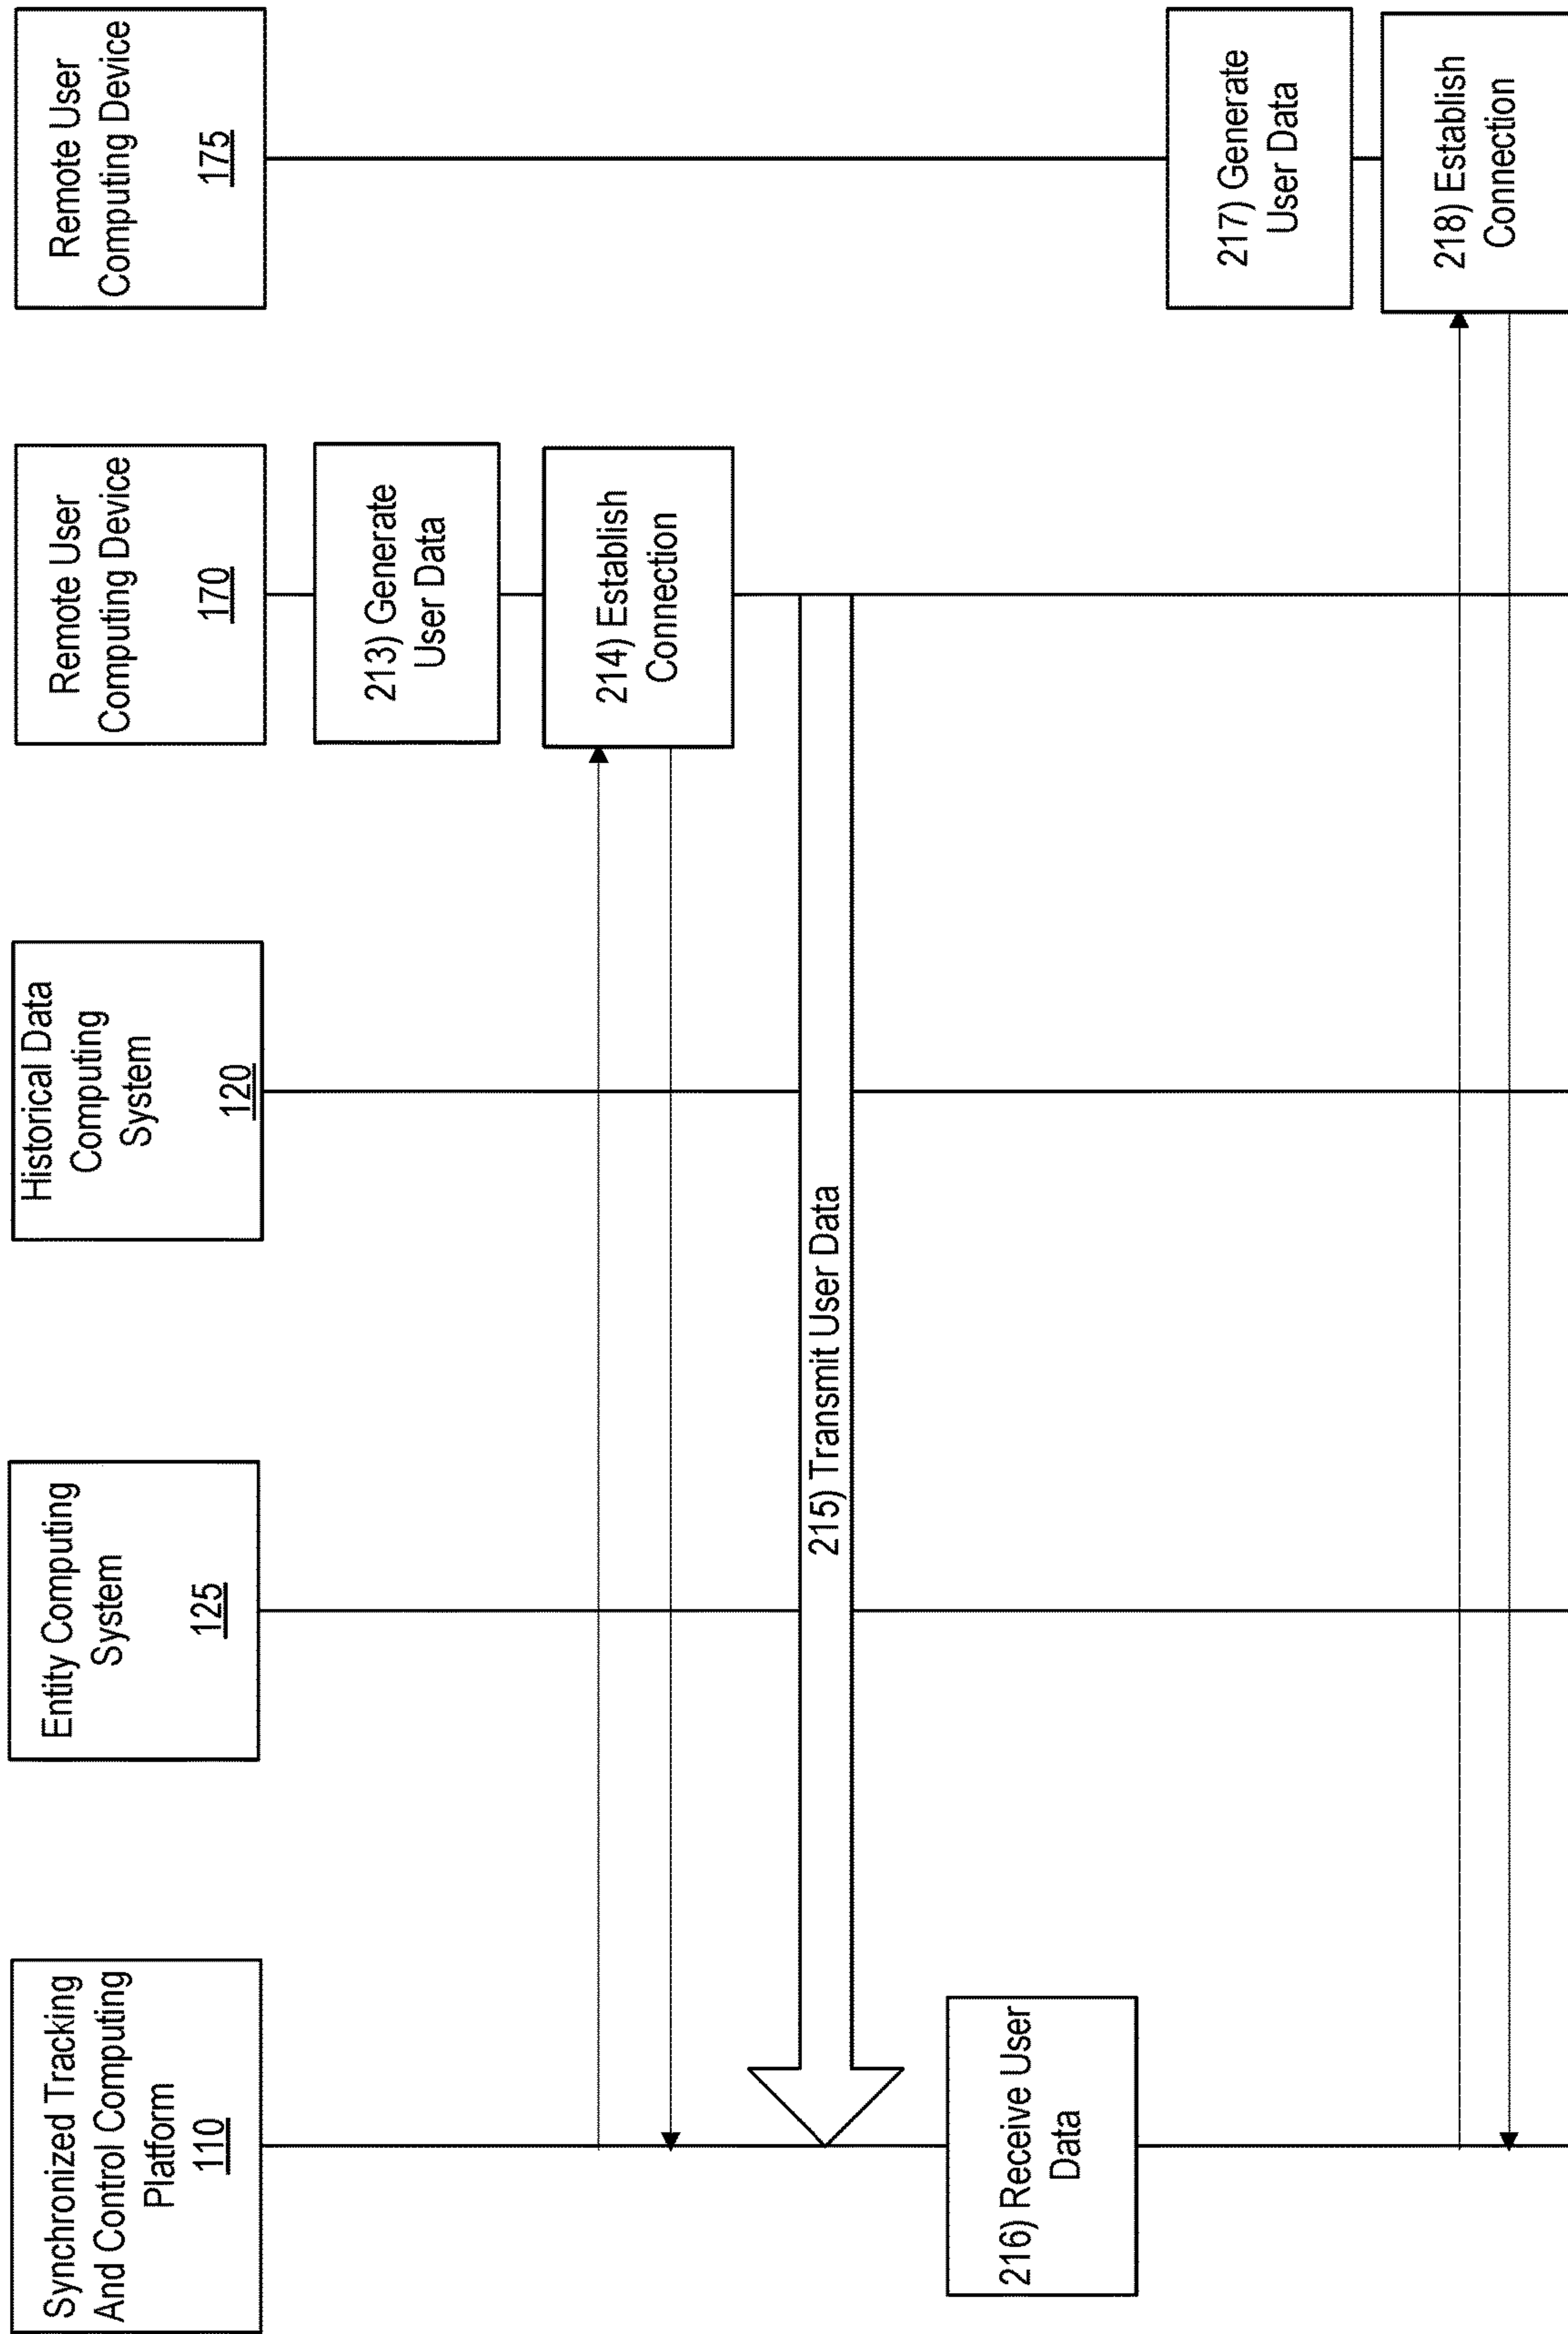 Synchronized Tracking
And Control Computing
Platform
110
Entity Computing
System
125
Historical Data
Computing
System
120
Remote User
Computing Device
170
Remote User
Computing Device
175
213) Generate
User Data
214) Establish
Connection
215) Transmit User Data
216) Receive User
Data
217) Generate
User Data
218) Establish
Connection